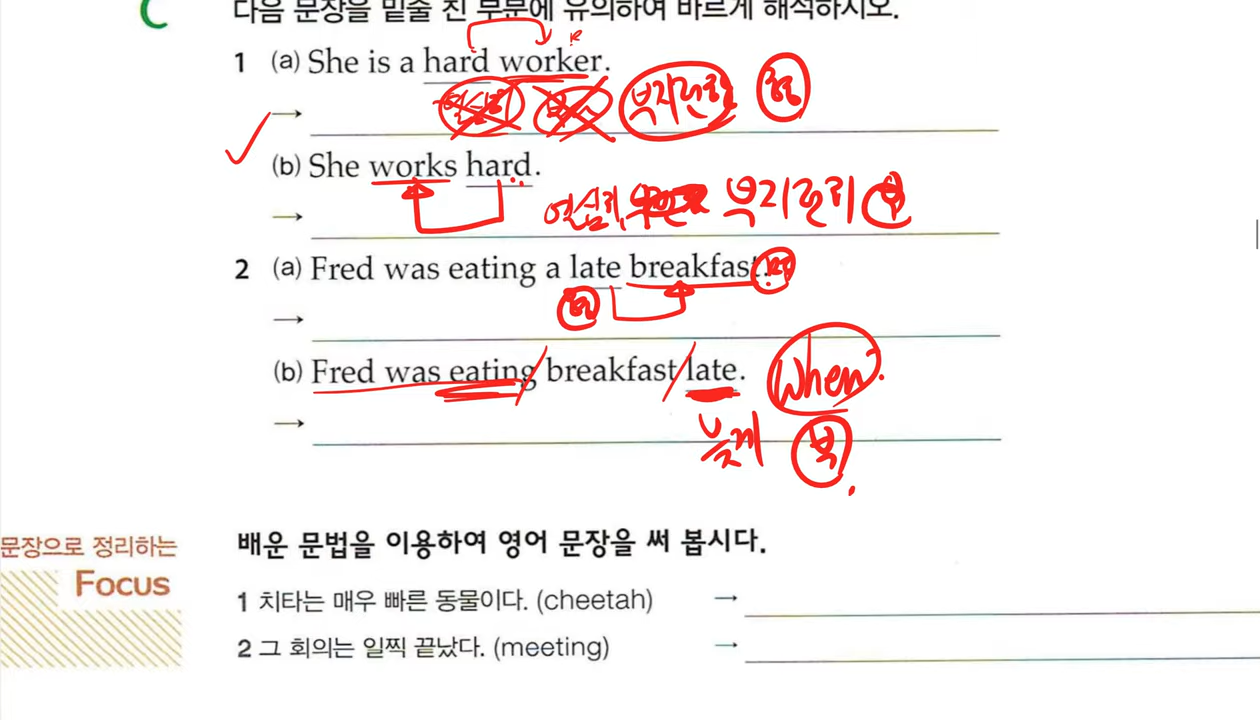 C 다음 문장을 밑줄 친 부분에 유의하여 바르게 해석하시오.
1 (a) She is a hard worker.
열심히 부지런한 형
→
(b) She works hard.
→ 열심히, 부지런히 부
2 (a) Fred was eating a late breakfast. 명
→ 형
(b) Fred was eating breakfast late. When?
→ 늦게 부
문장으로 정리하는
Focus
배운 문법을 이용하여 영어 문장을 써 봅시다.
1 치타는 매우 빠른 동물이다. (cheetah) →
2 그 회의는 일찍 끝났다. (meeting) →